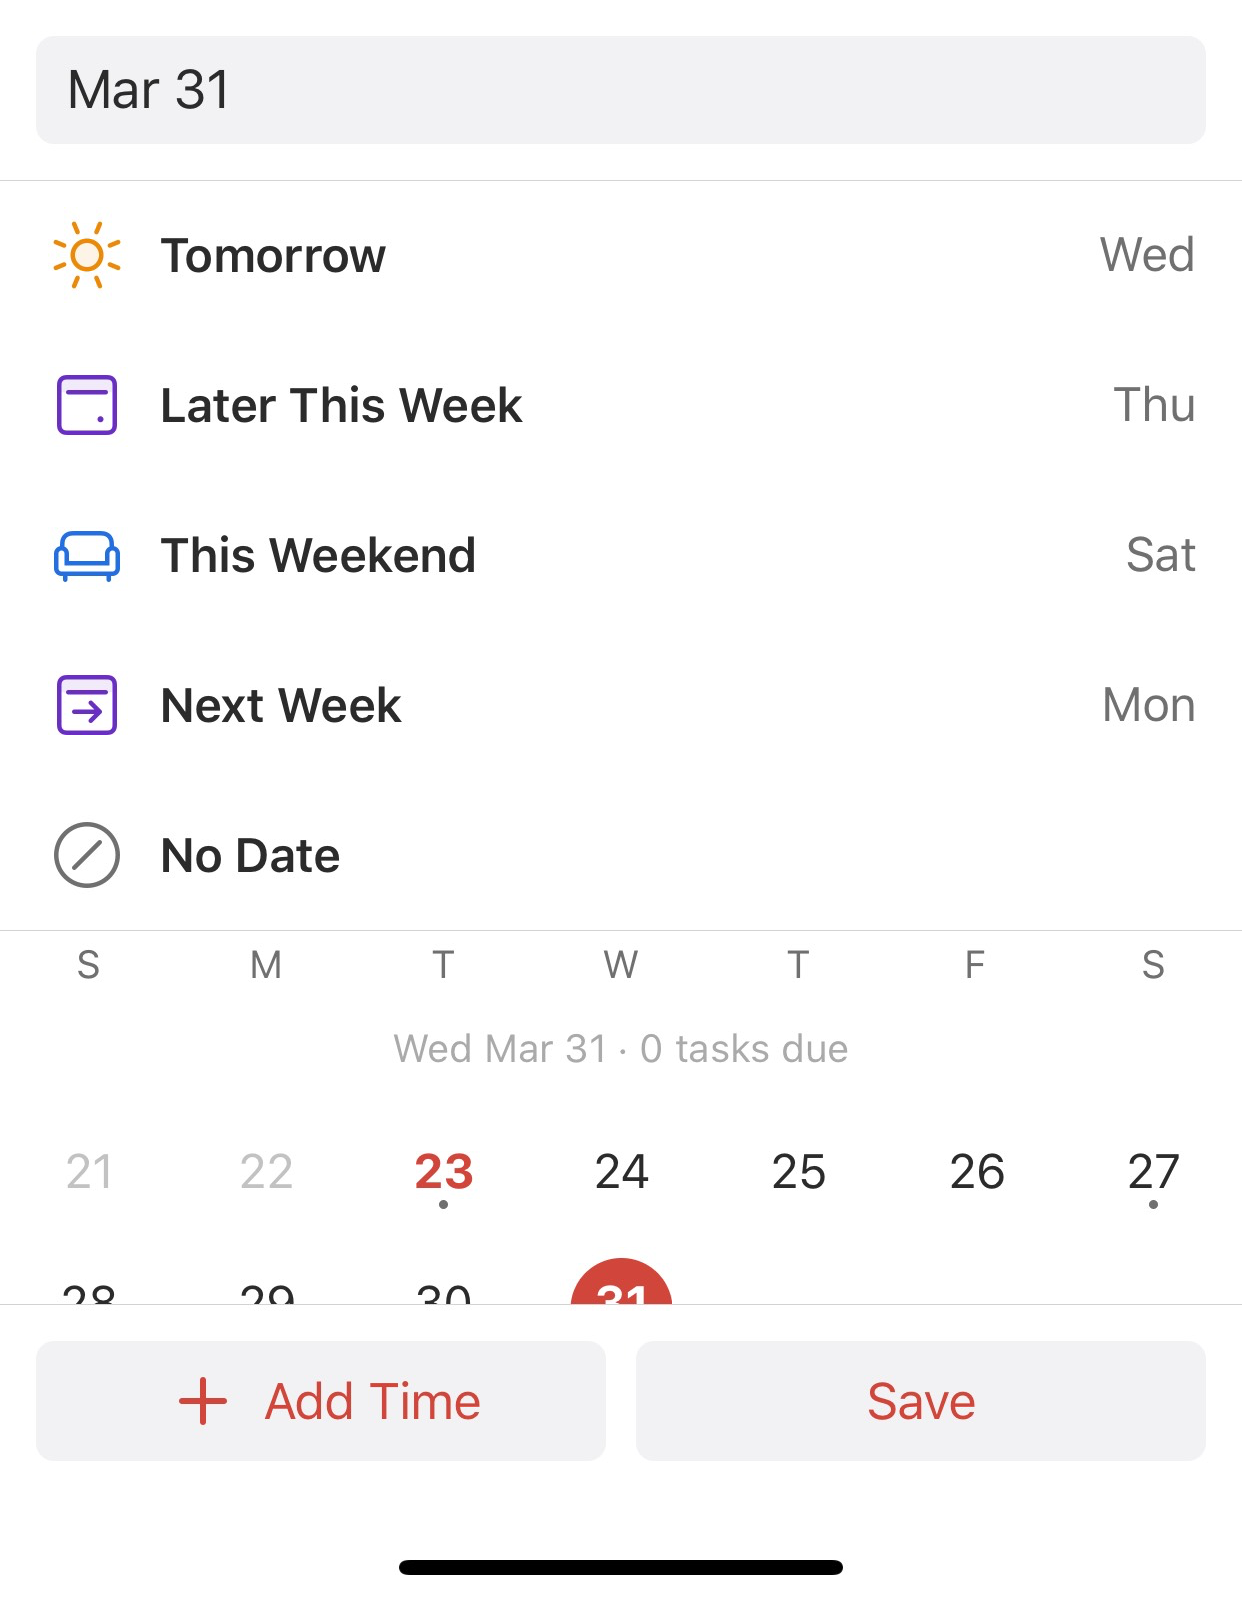 Mar 31
Tomorrow Wed
Later This Week Thu
This Weekend Sat
Next Week Mon
No Date
S M T W T F S
Wed Mar 31 · 0 tasks due
21 22 23 24 25 26 27
28 29 30 31
Add Time Save